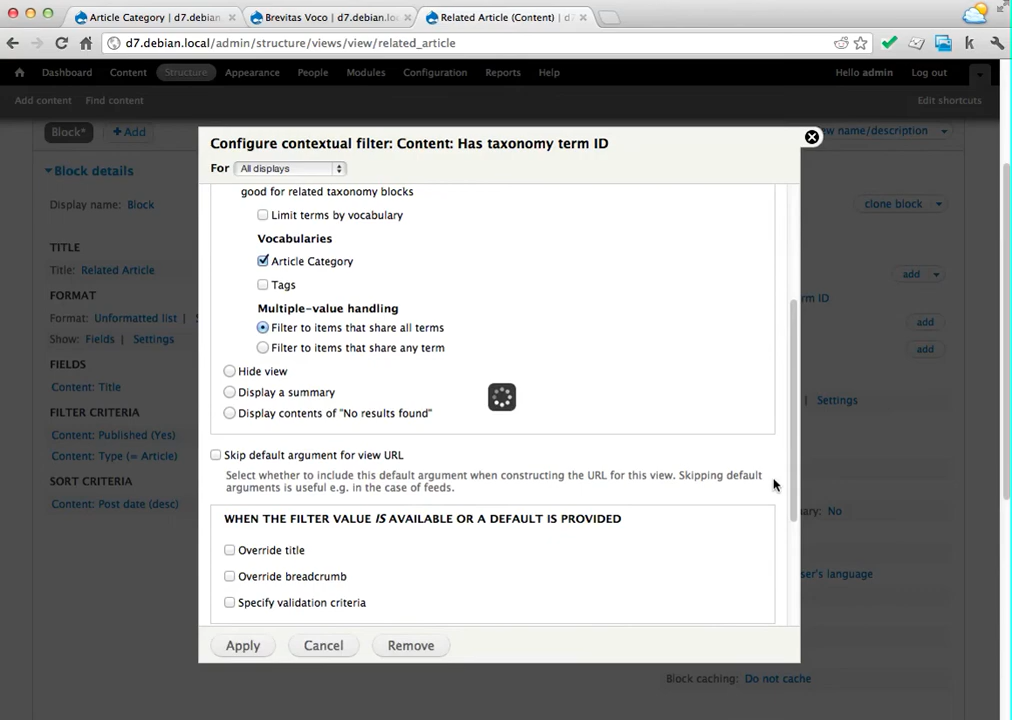 Article Category | d7.debian. ×
Brevitas Voco | d7.debian.lo ×
Related Article (Content) | d7 ×
d7.debian.local/admin/structure/views/view/related_article
Dashboard Content Structure Appearance People Modules Configuration Reports Help Hello admin Log out
Add content Find content Edit shortcuts
Block* + Add ew name/description
Block details
Display name: Block clone block
TITLE
Title: Related Article add
FORMAT
Format: Unformatted list | rm ID
Show: Fields | Settings add
FIELDS add
Content: Title
FILTER CRITERIA
Content: Published (Yes) | Settings
Content: Type (= Article)
SORT CRITERIA
Content: Post date (desc) ary: No
ser's language
Block caching: Do not cache
Configure contextual filter: Content: Has taxonomy term ID
For All displays
good for related taxonomy blocks
Limit terms by vocabulary
Vocabularies
Article Category
Tags
Multiple-value handling
Filter to items that share all terms
Filter to items that share any term
Hide view
Display a summary
Display contents of "No results found"
Skip default argument for view URL
Select whether to include this default argument when constructing the URL for this view. Skipping default
arguments is useful e.g. in the case of feeds.
WHEN THE FILTER VALUE IS AVAILABLE OR A DEFAULT IS PROVIDED
Override title
Override breadcrumb
Specify validation criteria
Apply Cancel Remove